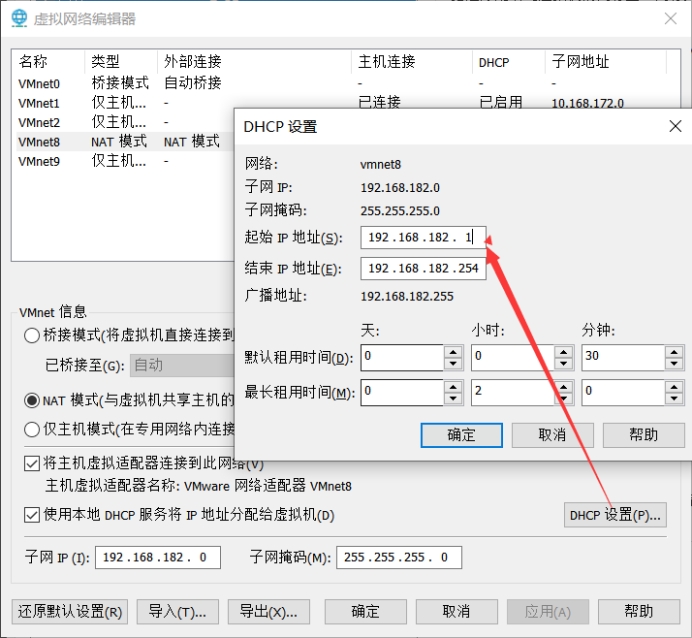 虚拟网络编辑器
名称 类型 外部连接 主机连接 DHCP 子网地址
VMnet0 桥接模式 自动桥接 - - -
VMnet1 仅主机... - 已连接 已启用 10.168.172.0
VMnet2 仅主机... -
VMnet8 NAT 模式 NAT 模式
VMnet9 仅主机... -
DHCP 设置
网络: vmnet8
子网 IP: 192.168.182.0
子网掩码: 255.255.255.0
起始 IP 地址(S): 192.168.182. 1
结束 IP 地址(E): 192.168.182.254
广播地址: 192.168.182.255
天: 小时: 分钟:
默认租用时间(D): 0 0 30
最长租用时间(M): 0 2 0
确定 取消 帮助
VMnet 信息
桥接模式(将虚拟机直接连接到
已桥接至(G): 自动
NAT 模式(与虚拟机共享主机的
仅主机模式(在专用网络内连接
将主机虚拟适配器连接到此网络(V)
主机虚拟适配器名称: VMware 网络适配器 VMnet8
使用本地 DHCP 服务将 IP 地址分配给虚拟机(D) DHCP 设置(P)...
子网 IP (I): 192.168.182. 0 子网掩码(M): 255.255.255. 0
还原默认设置(R) 导入(T)... 导出(X)... 确定 取消 应用(A) 帮助